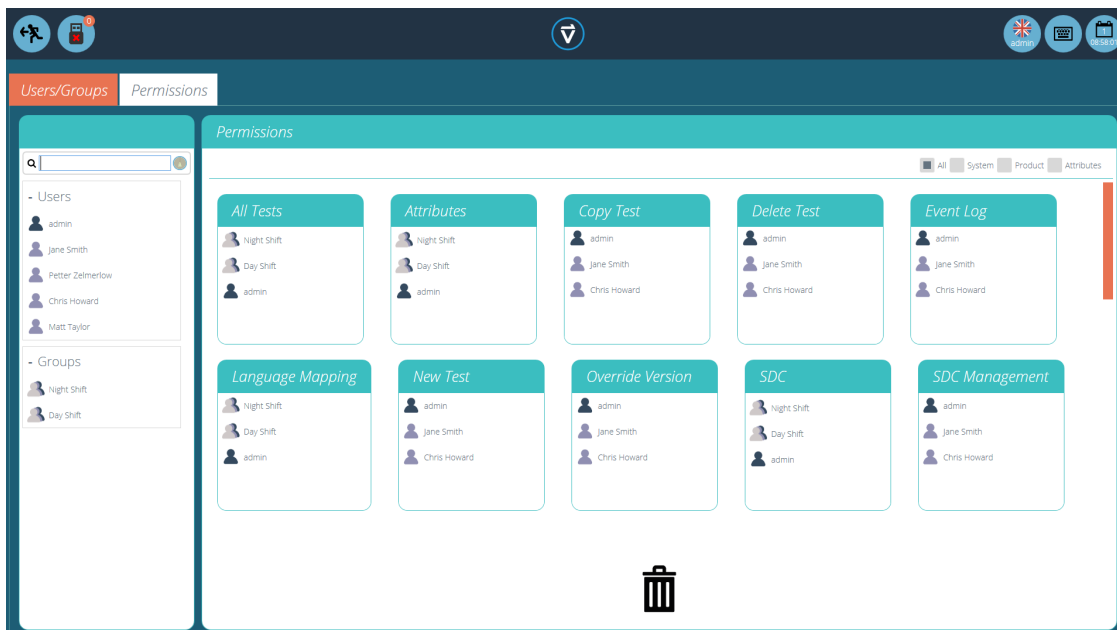 0
admin
1
08:58:01
Users/Groups
Permissions
Permissions
All
System
Product
Attributes
- Users
admin
Jane Smith
Petter Zelmerlow
Chris Howard
Matt Taylor
- Groups
Night Shift
Day Shift
All Tests
Night Shift
Day Shift
admin
Attributes
Night Shift
Day Shift
admin
Copy Test
admin
Jane Smith
Chris Howard
Delete Test
admin
Jane Smith
Chris Howard
Event Log
admin
Jane Smith
Chris Howard
Language Mapping
Night Shift
Day Shift
admin
New Test
admin
Jane Smith
Chris Howard
Override Version
admin
Jane Smith
Chris Howard
SDC
Night Shift
Day Shift
admin
SDC Management
admin
Jane Smith
Chris Howard